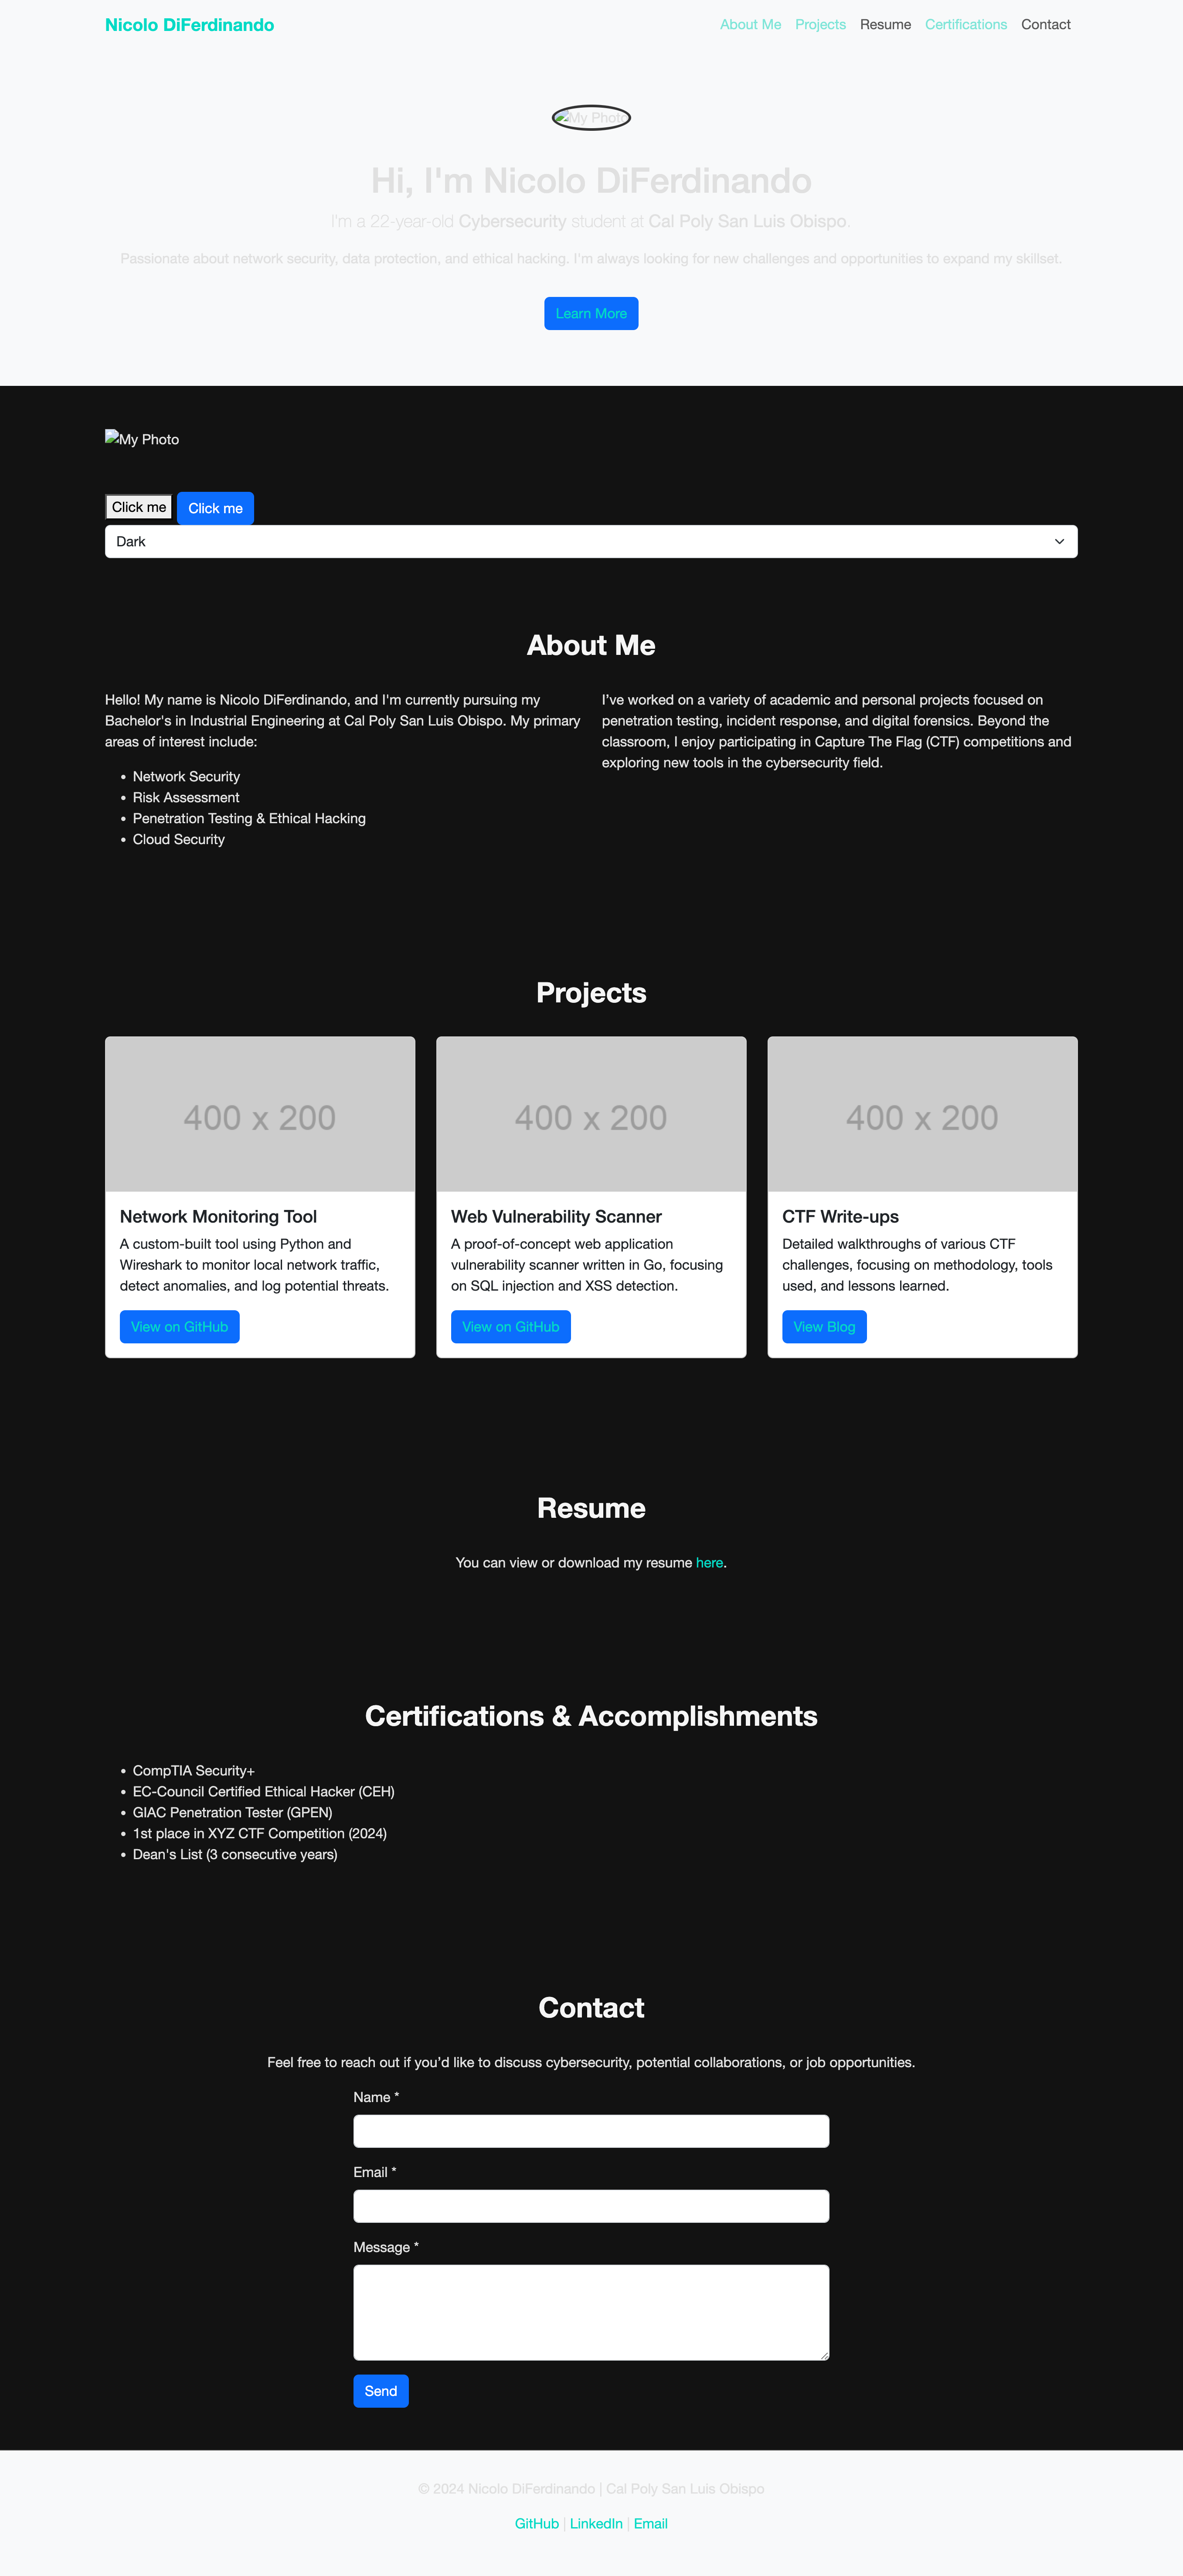 Nicolo DiFerdinando
About Me Projects Resume Certifications Contact
My Photo
Hi, I'm Nicolo DiFerdinando
I'm a 22-year-old Cybersecurity student at Cal Poly San Luis Obispo.
Passionate about network security, data protection, and ethical hacking. I'm always looking for new challenges and opportunities to expand my skillset.
Learn More
My Photo
Click me Click me
Dark
About Me
Hello! My name is Nicolo DiFerdinando, and I'm currently pursuing my
Bachelor's in Industrial Engineering at Cal Poly San Luis Obispo. My primary
areas of interest include:
• Network Security
• Risk Assessment
• Penetration Testing & Ethical Hacking
• Cloud Security
I’ve worked on a variety of academic and personal projects focused on
penetration testing, incident response, and digital forensics. Beyond the
classroom, I enjoy participating in Capture The Flag (CTF) competitions and
exploring new tools in the cybersecurity field.
Projects
400 x 200
Network Monitoring Tool
A custom-built tool using Python and
Wireshark to monitor local network traffic,
detect anomalies, and log potential threats.
View on GitHub
400 x 200
Web Vulnerability Scanner
A proof-of-concept web application
vulnerability scanner written in Go, focusing
on SQL injection and XSS detection.
View on GitHub
400 x 200
CTF Write-ups
Detailed walkthroughs of various CTF
challenges, focusing on methodology, tools
used, and lessons learned.
View Blog
Resume
You can view or download my resume here.
Certifications & Accomplishments
• CompTIA Security+
• EC-Council Certified Ethical Hacker (CEH)
• GIAC Penetration Tester (GPEN)
• 1st place in XYZ CTF Competition (2024)
• Dean's List (3 consecutive years)
Contact
Feel free to reach out if you’d like to discuss cybersecurity, potential collaborations, or job opportunities.
Name *
Email *
Message *
Send
© 2024 Nicolo DiFerdinando | Cal Poly San Luis Obispo
GitHub | LinkedIn | Email